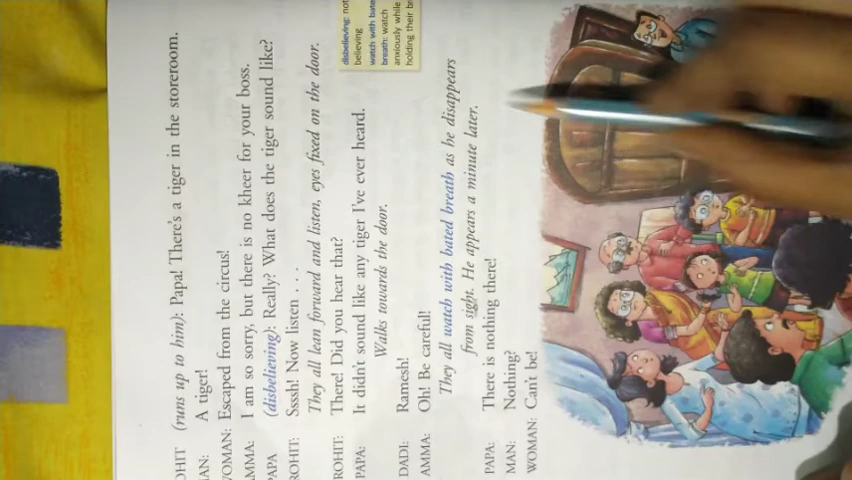 OHIT (runs up to him): Papa! There's a tiger in the storeroom.
AN: A tiger!
WOMAN: Escaped from the circus!
MMA: I am so sorry, but there is no kheer for your boss.
PAPA (disbelieving): Really? What does the tiger sound like?
ROHIT: Ssssh! Now listen . . . .
They all lean forward and listen, eyes fixed on the door.
ROHIT: There! Did you hear that?
PAPA: It didn't sound like any tiger I've ever heard.
Walks towards the door.
DADI: Ramesh!
AMMA: Oh! Be careful!
They all watch with bated breath as he disappears
from sight. He appears a minute later.
PAPA: There is nothing there!
MAN: Nothing?
WOMAN: Can't be!
disbelieving: not
believing
watch with bate
breath: watch
anxiously while
holding their br